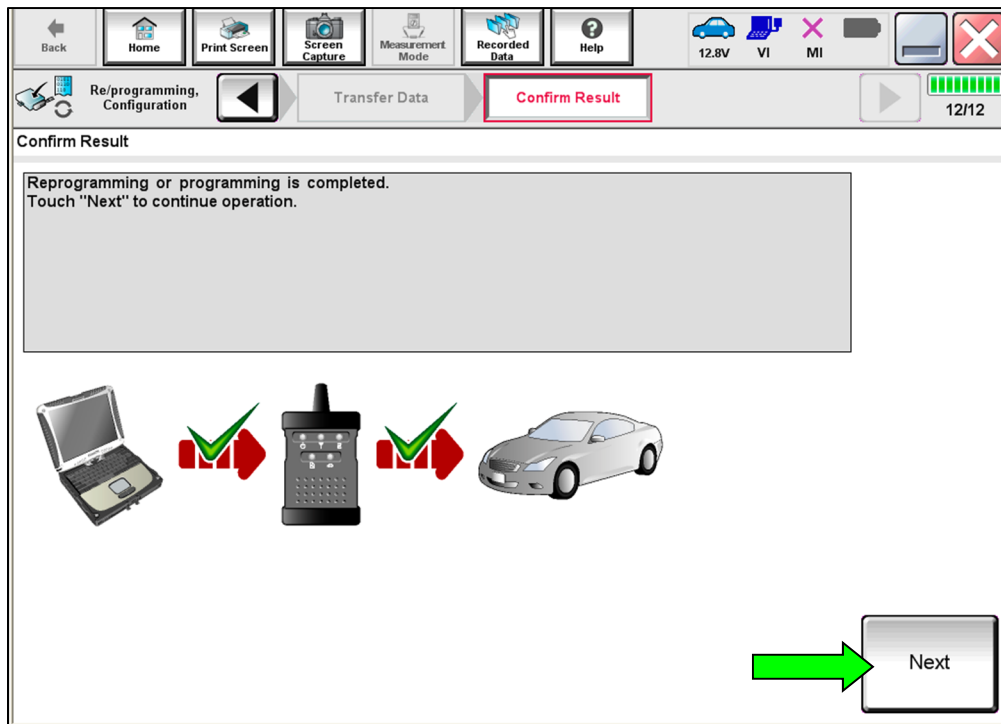 Back
Home
Print Screen
Screen
Capture
Measurement
Mode
Recorded
Data
Help
12.8V
VI
MI
Re/programming,
Configuration
Transfer Data
Confirm Result
12/12
Confirm Result
Reprogramming or programming is completed.
Touch "Next" to continue operation.
Next